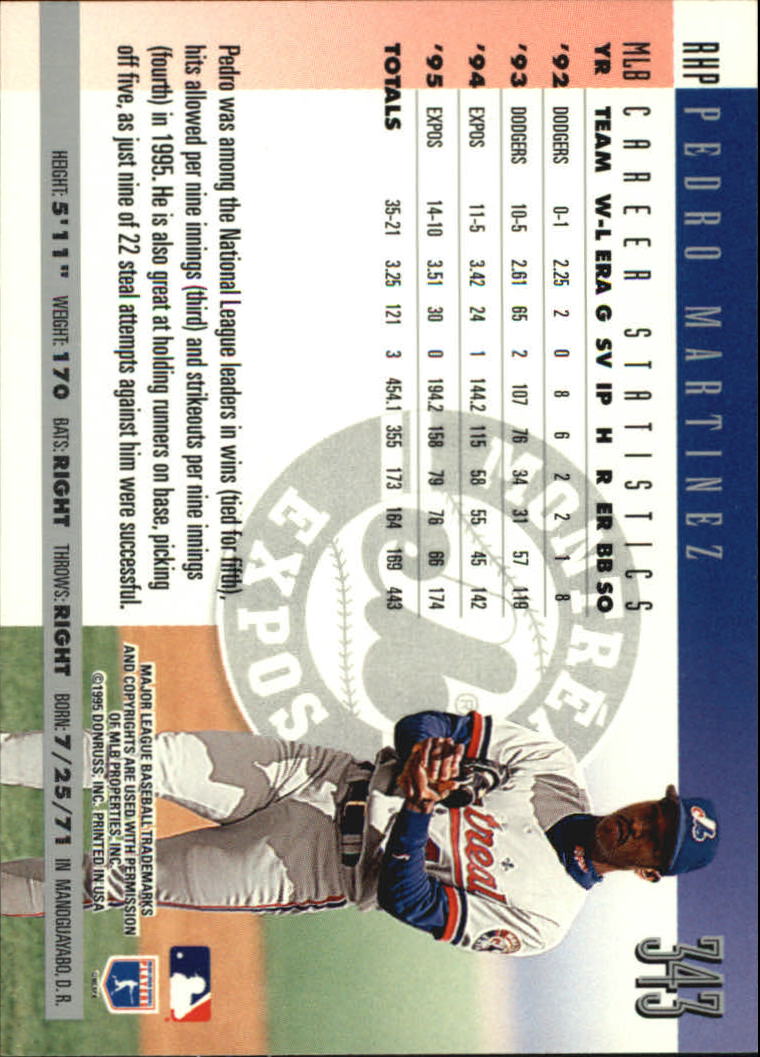 RHP PEDRO MARTINEZ
343
MLB CAREER STATISTICS
YR TEAM W-L ERA G SV IP H R ER BB SO
'92 DODGERS 0-1 2.25 2 0 8 6 2 2 1 8
'93 DODGERS 10-5 2.61 65 2 107 76 34 31 57 119
'94 EXPOS 11-5 3.42 24 1 144.2 115 58 55 45 142
'95 EXPOS 14-10 3.51 30 0 194.2 158 79 76 66 174
TOTALS 35-21 3.25 121 3 454.1 355 173 164 169 443
Pedro was among the National League leaders in wins (tied for fifth),
hits allowed per nine innings (third) and strikeouts per nine innings
(fourth) in 1995. He is also great at holding runners on base, picking
off five, as just nine of 22 steal attempts against him were successful.
MONTRÉ
EXPOS
®
treal
MAJOR LEAGUE BASEBALL TRADEMARKS
AND COPYRIGHTS ARE USED WITH PERMISSION
OF MLB PROPERTIES, INC.
©1995 DONRUSS, INC. PRINTED IN USA
HEIGHT: 5'11" WEIGHT: 170 BATS: RIGHT THROWS: RIGHT BORN: 7/25/71 IN MANOGUAYABO, D.R.